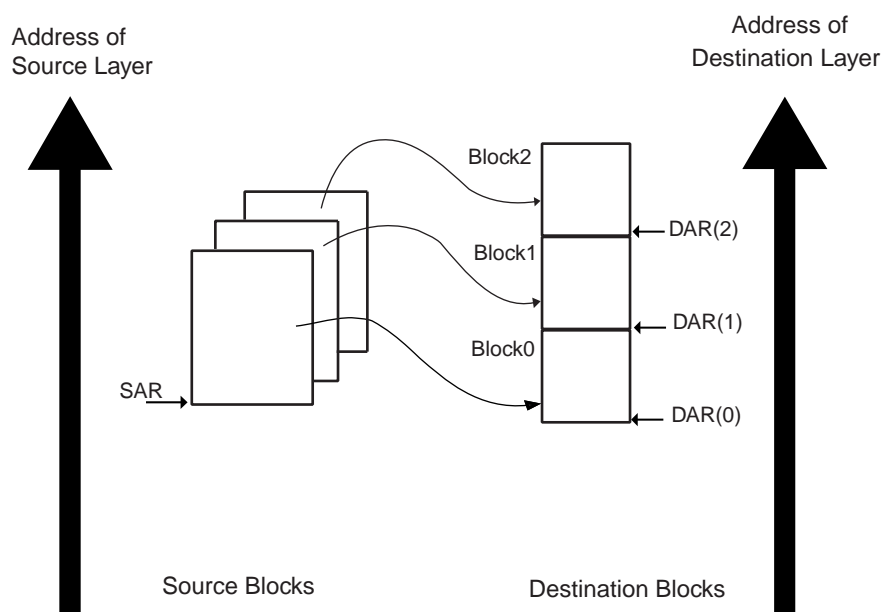 Address of
Source Layer
Address of
Destination Layer
Block2
DAR(2)
Block1
DAR(1)
Block0
SAR
DAR(0)
Source Blocks
Destination Blocks